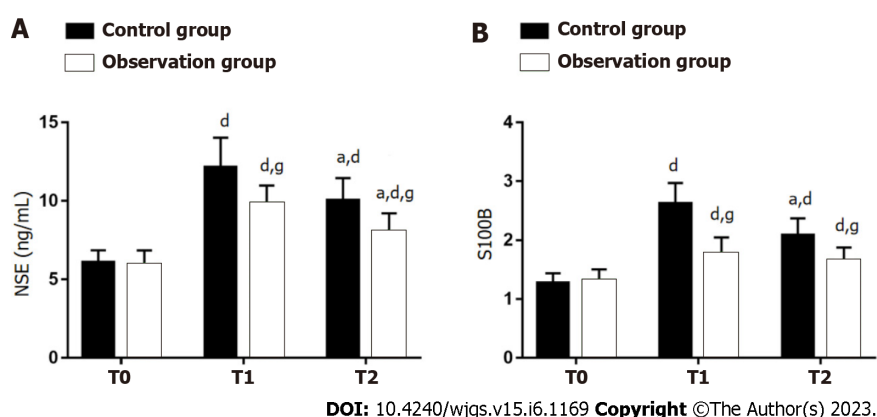 A
Control group
Observation group
NSE (ng/mL)
15
10
5
0
d
d,g
a,d
a,d,g
T0
T1
T2
B
Control group
Observation group
S100B
4
3
2
1
0
d
d,g
a,d
d,g
T0
T1
T2
DOI: 10.4240/wjgs.v15.i6.1169 Copyright ©The Author(s) 2023.